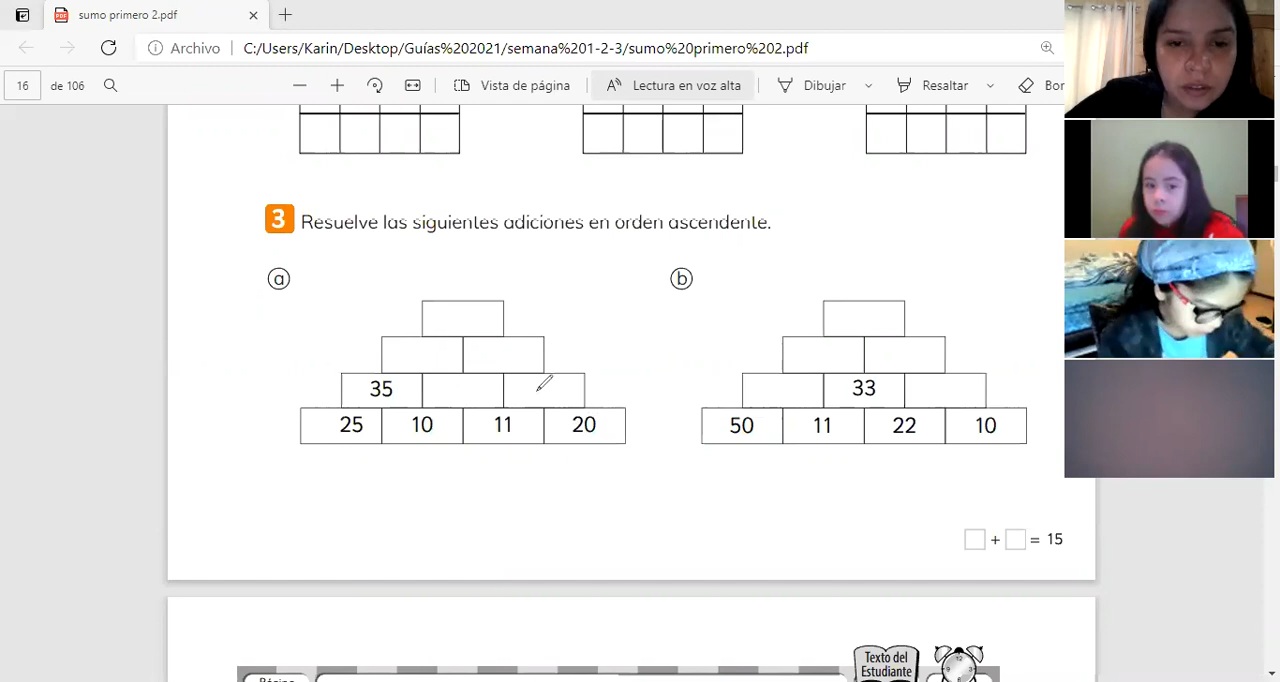 sumo primero 2.pdf
Archivo C:/Users/Karin/Desktop/Guías%202021/semana%201-2-3/sumo%20primero%202.pdf
16 de 106 Vista de página Lectura en voz alta Dibujar Resaltar Bor
3 Resuelve las siguientes adiciones en orden ascendente.
a b
35 33
25 10 11 20 50 11 22 10
+ = 15
Texto del
Estudiante
Página